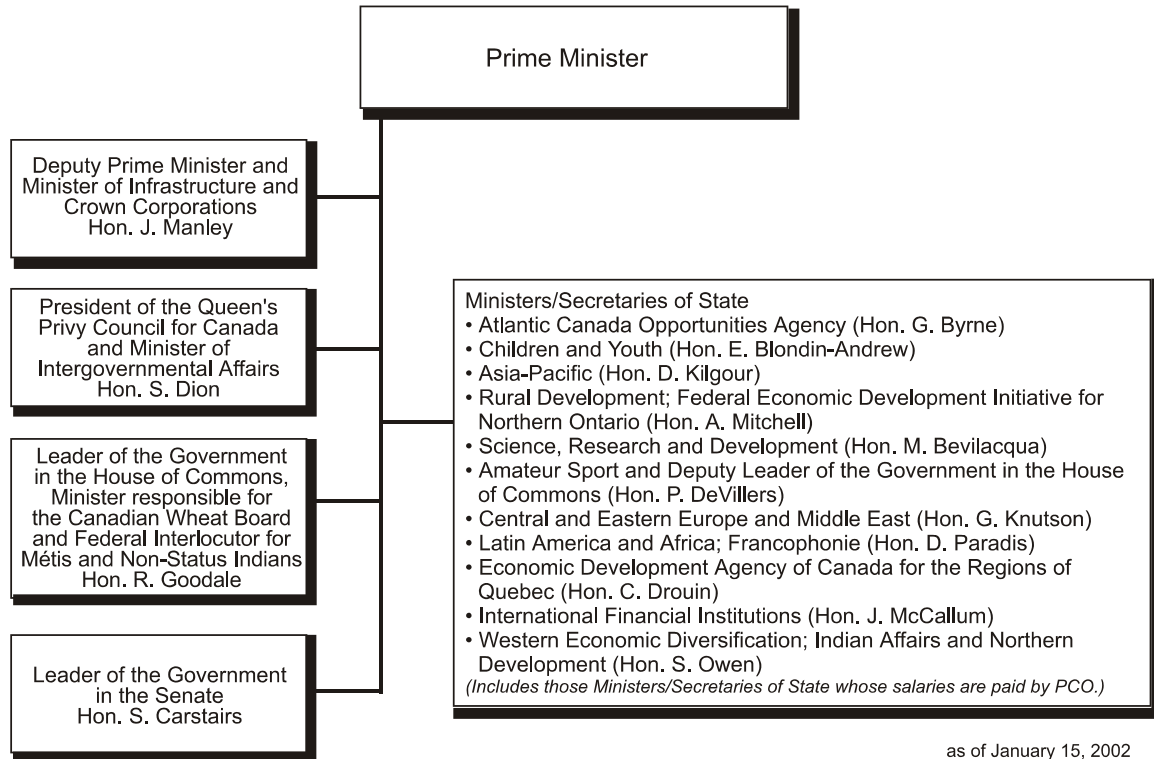 Prime Minister
Deputy Prime Minister and
Minister of Infrastructure and
Crown Corporations
Hon. J. Manley
President of the Queen's
Privy Council for Canada
and Minister of
Intergovernmental Affairs
Hon. S. Dion
Leader of the Government
in the House of Commons,
Minister responsible for
the Canadian Wheat Board
and Federal Interlocutor for
Métis and Non-Status Indians
Hon. R. Goodale
Leader of the Government
in the Senate
Hon. S. Carstairs
Ministers/Secretaries of State
• Atlantic Canada Opportunities Agency (Hon. G. Byrne)
• Children and Youth (Hon. E. Blondin-Andrew)
• Asia-Pacific (Hon. D. Kilgour)
• Rural Development; Federal Economic Development Initiative for
Northern Ontario (Hon. A. Mitchell)
• Science, Research and Development (Hon. M. Bevilacqua)
• Amateur Sport and Deputy Leader of the Government in the House
of Commons (Hon. P. DeVillers)
• Central and Eastern Europe and Middle East (Hon. G. Knutson)
• Latin America and Africa; Francophonie (Hon. D. Paradis)
• Economic Development Agency of Canada for the Regions of
Quebec (Hon. C. Drouin)
• International Financial Institutions (Hon. J. McCallum)
• Western Economic Diversification; Indian Affairs and Northern
Development (Hon. S. Owen)
(Includes those Ministers/Secretaries of State whose salaries are paid by PCO.)
as of January 15, 2002